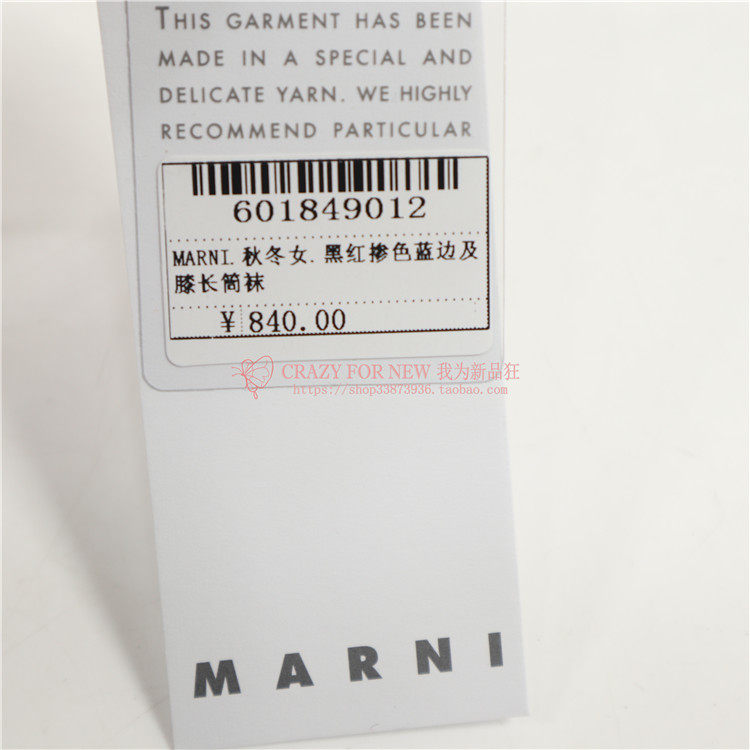 THIS GARMENT HAS BEEN
MADE IN A SPECIAL AND
DELICATE YARN. WE HIGHLY
RECOMMEND PARTICULAR
601849012
MARNI.秋冬女.黑红掺色蓝边及
膝长筒袜
¥ 840.00
CRAZY FOR NEW 我为新品狂
https://shop33873936.taobao.com
MARNI